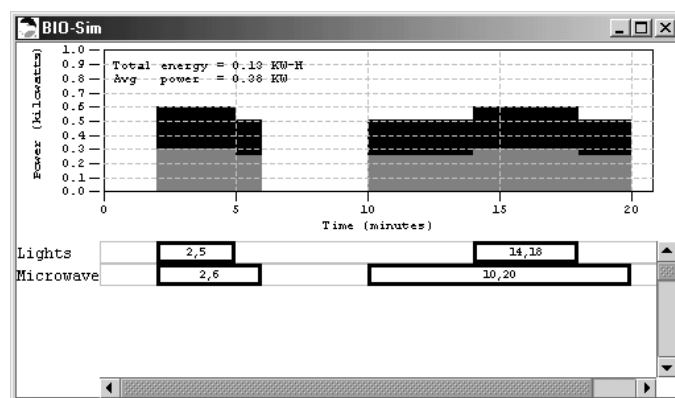 BIO-Sim
Power (kilowatts)
1.0
0.9
0.8
0.7
0.6
0.5
0.4
0.3
0.2
0.1
0.0
Total energy = 0.13 KW-H
Avg power = 0.38 KW
0 5 10 15 20
Time (minutes)
Lights 2,5 14,18
Microwave 2,6 10,20